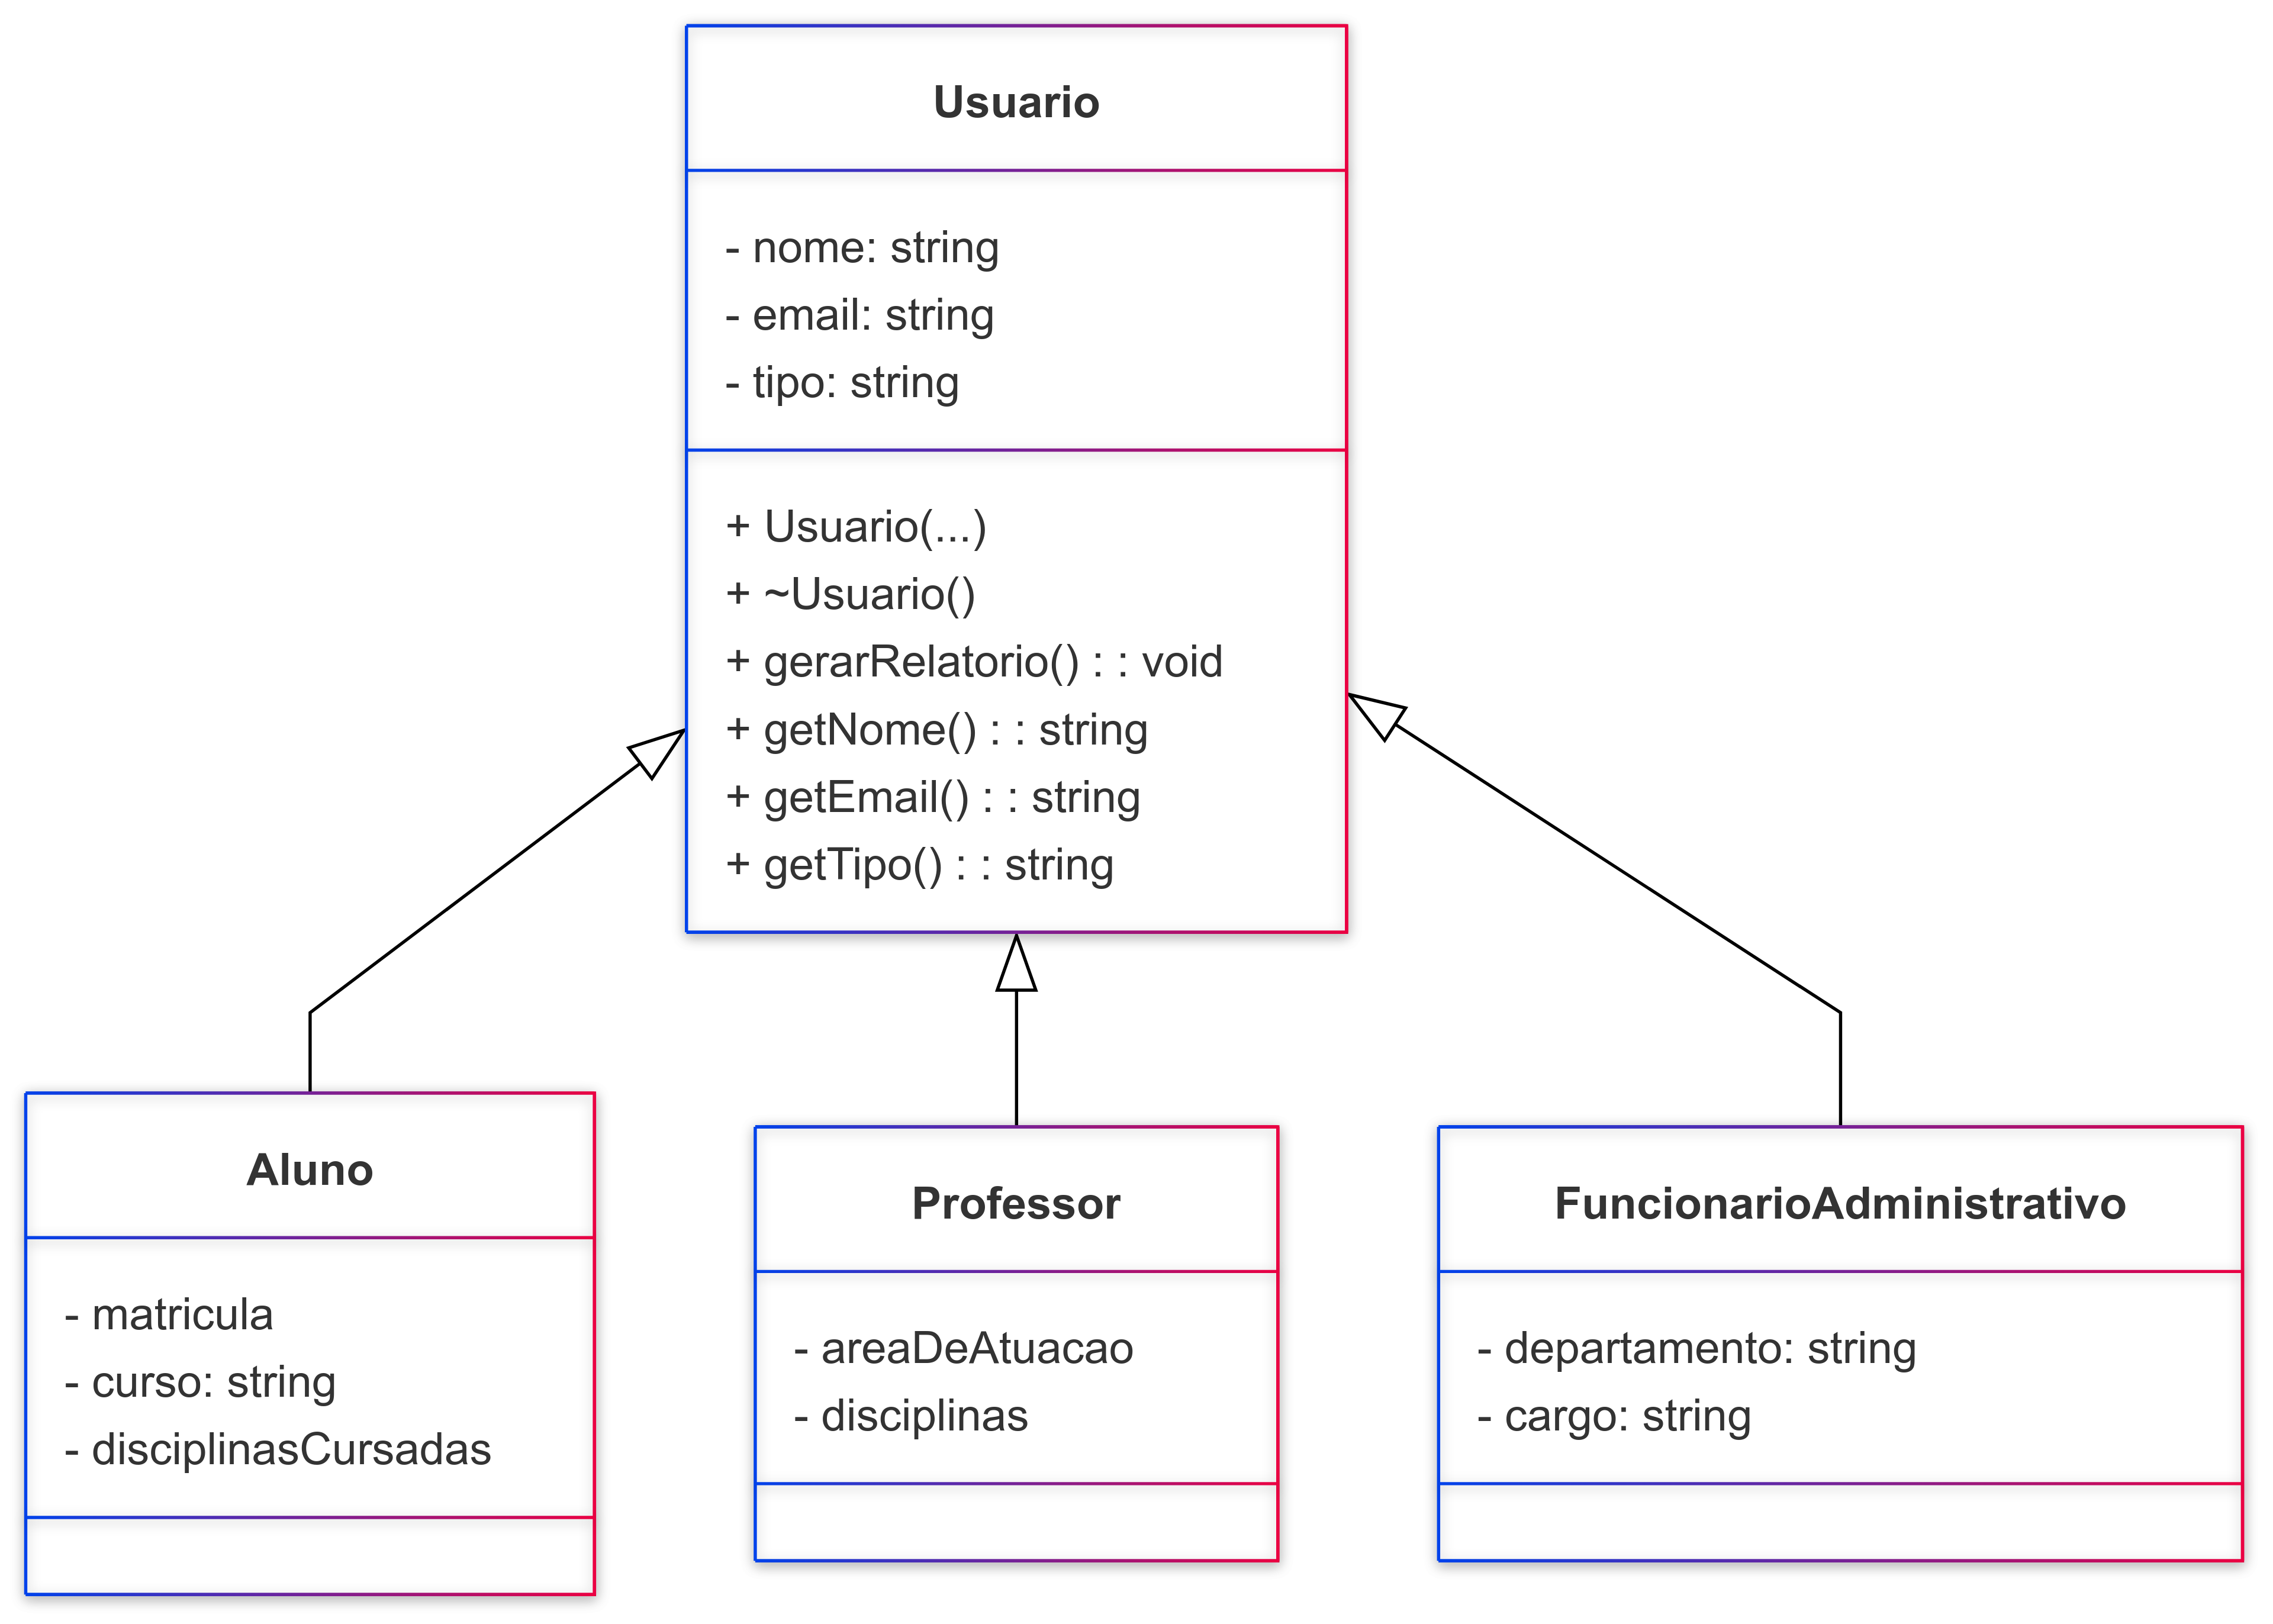 Usuario
- nome: string
- email: string
- tipo: string
+ Usuario(...)
+ ~Usuario()
+ gerarRelatorio() : : void
+ getNome() : : string
+ getEmail() : : string
+ getTipo() : : string
Aluno
- matricula
- curso: string
- disciplinasCursadas
Professor
- areaDeAtuacao
- disciplinas
FuncionarioAdministrativo
- departamento: string
- cargo: string